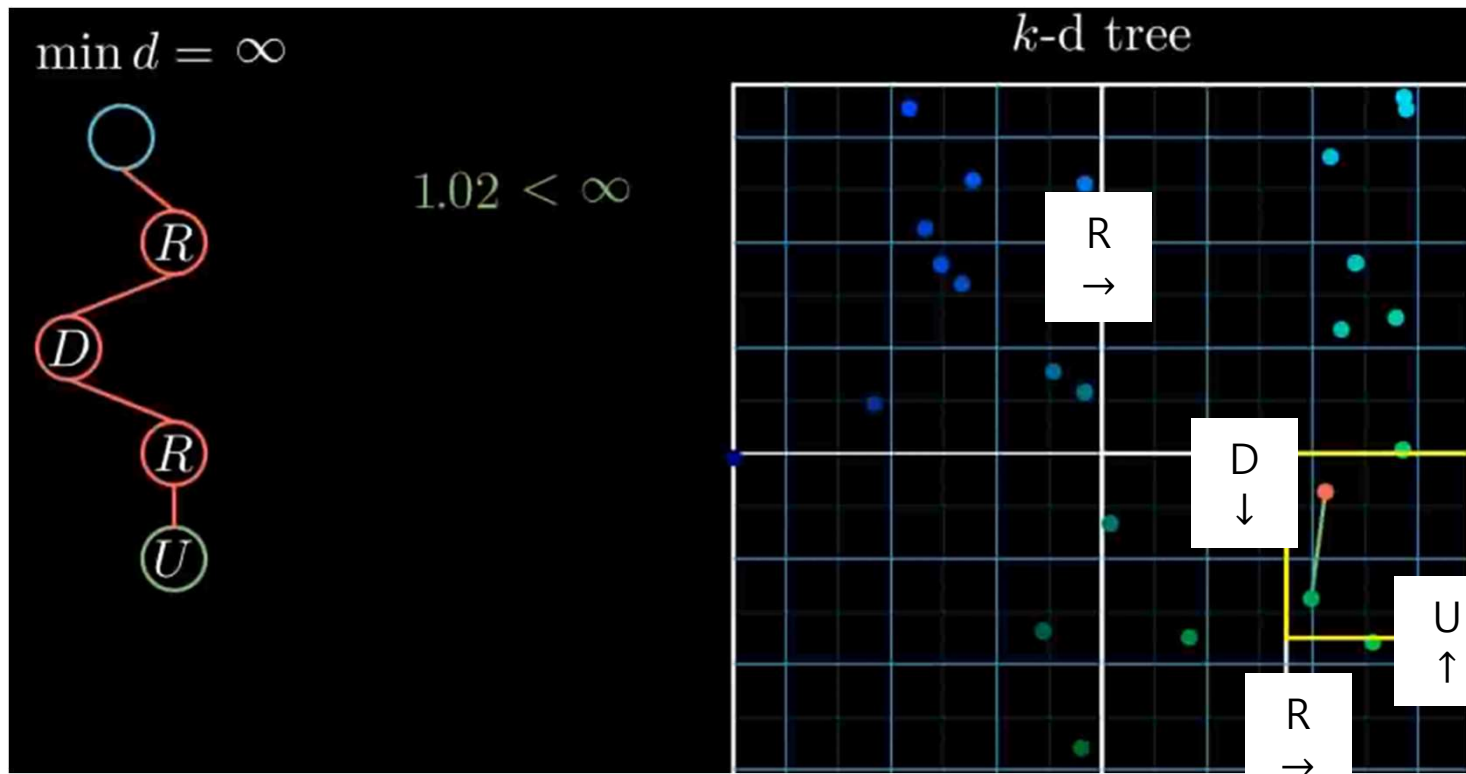 min d = ∞
k-d tree
R
1.02 < ∞
D
R
U
R
→
D
↓
U
↑
R
→